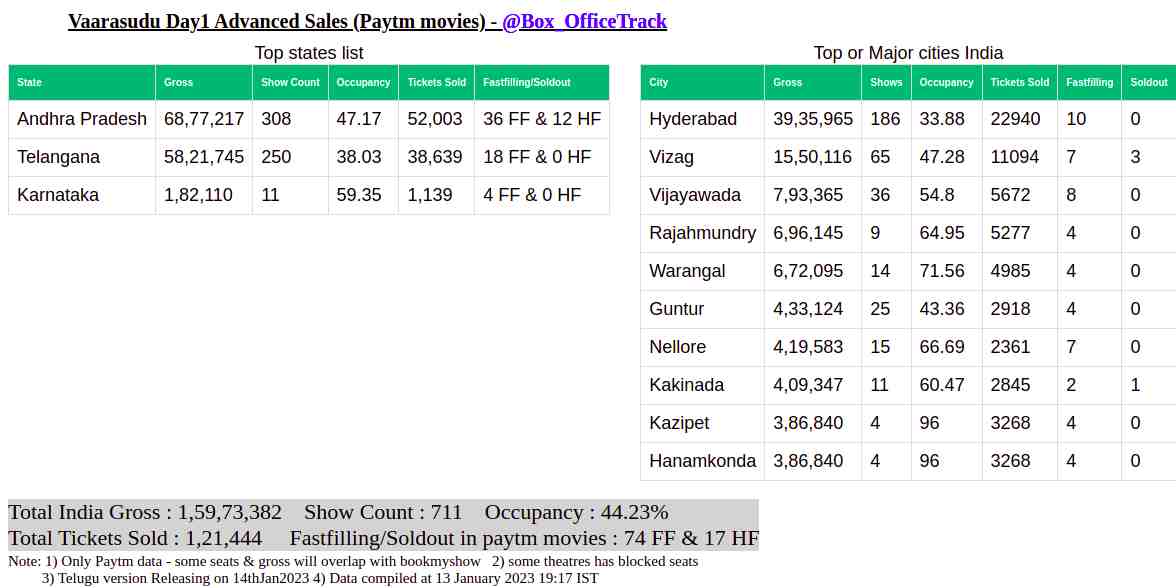 Vaarasudu Day1 Advanced Sales (Paytm movies) - @Box_OfficeTrack
Top states list
State Gross Show Count Occupancy Tickets Sold Fastfilling/Soldout
Andhra Pradesh 68,77,217 308 47.17 52,003 36 FF & 12 HF
Telangana 58,21,745 250 38.03 38,639 18 FF & 0 HF
Karnataka 1,82,110 11 59.35 1,139 4 FF & 0 HF
Top or Major cities India
City Gross Shows Occupancy Tickets Sold Fastfilling Soldout
Hyderabad 39,35,965 186 33.88 22940 10 0
Vizag 15,50,116 65 47.28 11094 7 3
Vijayawada 7,93,365 36 54.8 5672 8 0
Rajahmundry 6,96,145 9 64.95 5277 4 0
Warangal 6,72,095 14 71.56 4985 4 0
Guntur 4,33,124 25 43.36 2918 4 0
Nellore 4,19,583 15 66.69 2361 7 0
Kakinada 4,09,347 11 60.47 2845 2 1
Kazipet 3,86,840 4 96 3268 4 0
Hanamkonda 3,86,840 4 96 3268 4 0
Total India Gross : 1,59,73,382 Show Count : 711 Occupancy : 44.23%
Total Tickets Sold : 1,21,444 Fastfilling/Soldout in paytm movies : 74 FF & 17 HF
Note: 1) Only Paytm data - some seats & gross will overlap with bookmyshow 2) some theatres has blocked seats
3) Telugu version Releasing on 14thJan2023 4) Data compiled at 13 January 2023 19:17 IST